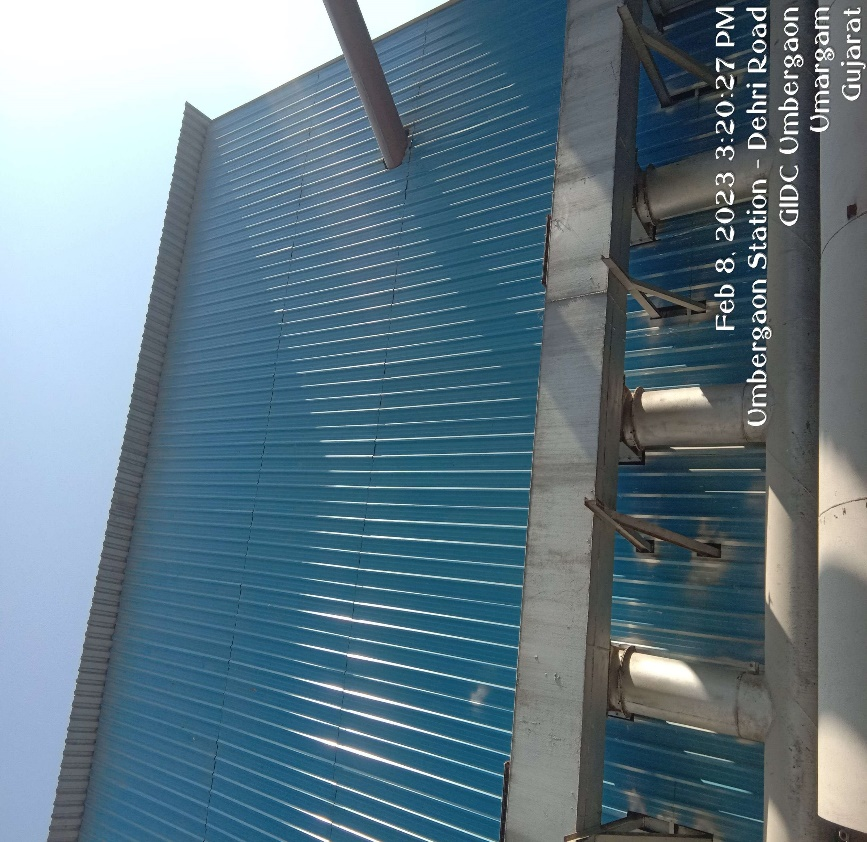 Feb 8, 2023 3:20:27 PM
Umbergaon Station - Dehri Road
GIDC Umbergaon
Umargam
Gujarat